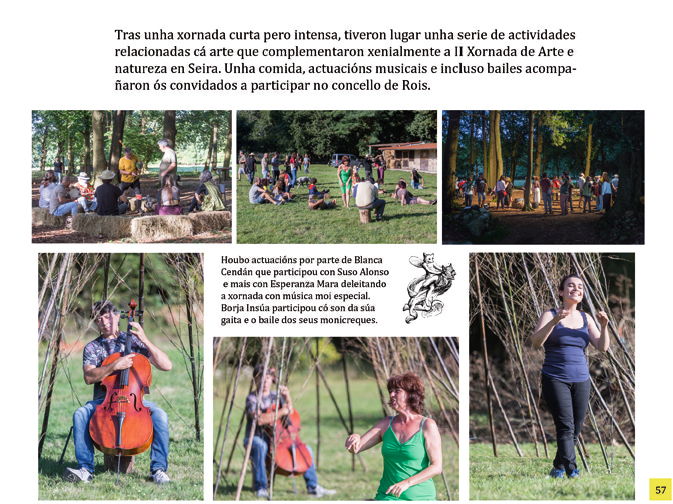 Tras unha xornada curta pero intensa, tiveron lugar unha serie de actividades
relacionadas cá arte que complementaron xenialmente a II Xornada de Arte e
natureza en Seira. Unha comida, actuacións musicais e incluso bailes acompa-
ñaron ós convidados a participar no concello de Rois.
Houbo actuacións por parte de Blanca
Cendán que participou con Suso Alonso
e mais con Esperanza Mara deleitando
a xornada con música moi especial.
Borja Insúa participou có son da súa
gaita e o baile dos seus monicreques.
57